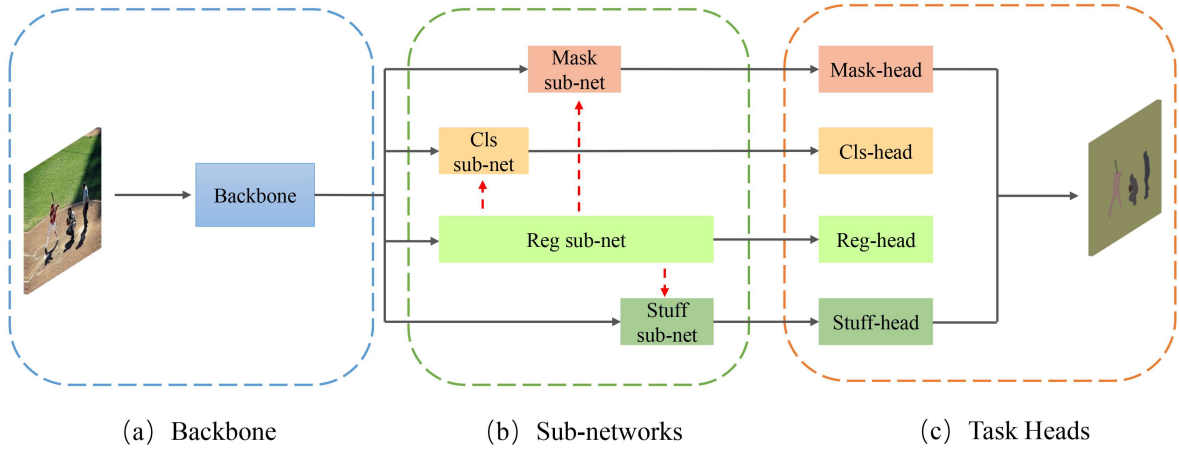 Mask
sub-net
Mask-head
Cls
sub-net
Cls-head
Backbone
Reg sub-net
Reg-head
Stuff
sub-net
Stuff-head
(a) Backbone
(b) Sub-networks
(c) Task Heads